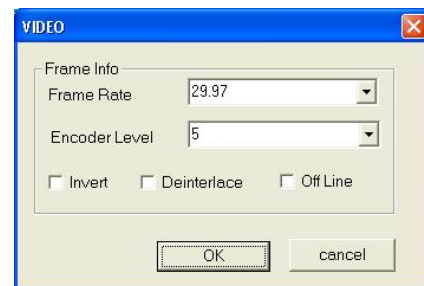 VIDEO
Frame Info
Frame Rate 29.97
Encoder Level 5
Invert Deinterlace Off Line
OK cancel